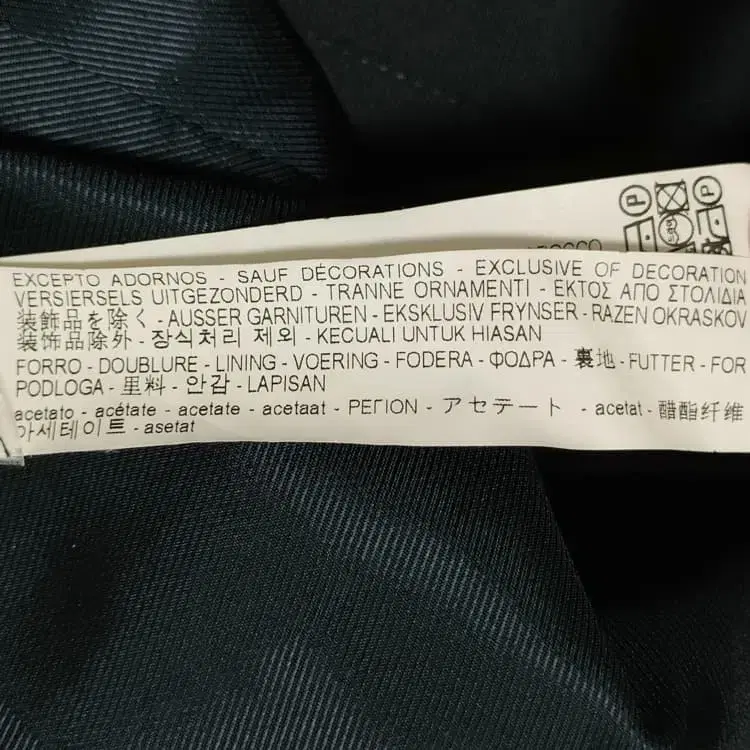 EXCEPTO ADORNOS - SAUF DÉCORATIONS - EXCLUSIVE OF DECORATION
VERSIERSELS UITGEZONDERD - TRANNE ORNAMENTI - ΕΚΤΟΣ ΑΠΟ ΣΤΟΛΙΔΙΑ
装飾品を除く - AUSSER GARNITUREN - EKSKLUSIV FRYNSER - RAZEN OKRASKOV
装饰品除外 - 장식처리 제외 - KECUALI UNTUK HIASAN
FORRO - DOUBLURE - LINING - VOERING - FODERA - ΦΟΔΡΑ - 裏地 - FUTTER - FOR
PODLOGA - 里料 - 안감 - LAPISAN
acetato - acétate - acetate - acetaat - ΡΕΓΙΟΝ - アセテート - acetat - 醋酯纤维
아세테이트 - asetat